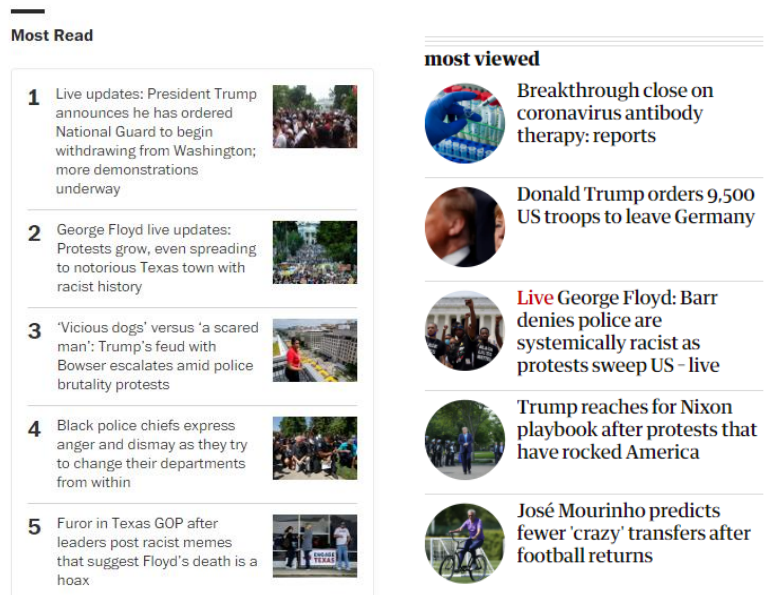 Most Read
1
Live updates: President Trump
announces he has ordered
National Guard to begin
withdrawing from Washington;
more demonstrations
underway
2
George Floyd live updates:
Protests grow, even spreading
to notorious Texas town with
racist history
3
‘Vicious dogs’ versus ‘a scared
man’: Trump’s feud with
Bowser escalates amid police
brutality protests
4
Black police chiefs express
anger and dismay as they try
to change their departments
from within
5
Furor in Texas GOP after
leaders post racist memes
that suggest Floyd’s death is a
hoax
ENGAGE
TEXAS
most viewed
Breakthrough close on
coronavirus antibody
therapy: reports
Donald Trump orders 9,500
US troops to leave Germany
Live George Floyd: Barr
denies police are
systemically racist as
protests sweep US – live
Trump reaches for Nixon
playbook after protests that
have rocked America
José Mourinho predicts
fewer 'crazy' transfers after
football returns